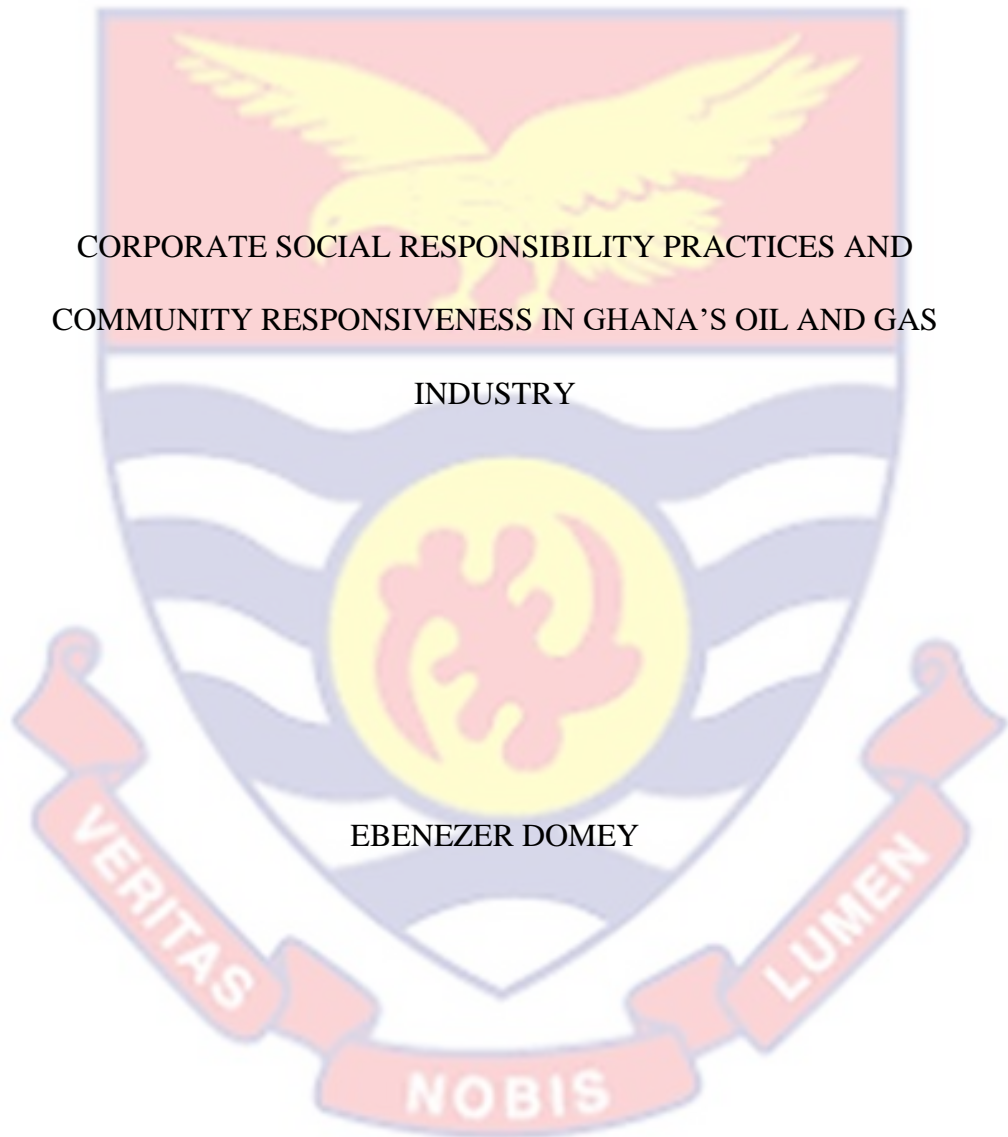 CORPORATE SOCIAL RESPONSIBILITY PRACTICES AND
COMMUNITY RESPONSIVENESS IN GHANA’S OIL AND GAS
INDUSTRY
EBENEZER DOMEY
VERITAS
NOBIS
LUMEN